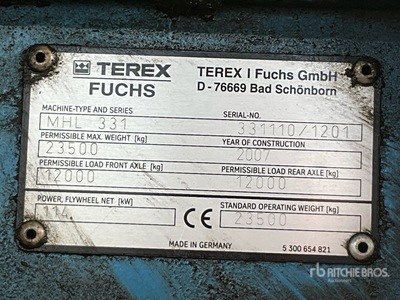 TEREX
FUCHS
TEREX I Fuchs GmbH
D - 76669 Bad Schönborn
MACHINE-TYPE AND SERIES
MHL 331
SERIAL-NO.
331110/1201
PERMISSIBLE MAX. WEIGHT [kg]
23500
YEAR OF CONSTRUCTION
2007
PERMISSIBLE LOAD FRONT AXLE [kg]
12000
PERMISSIBLE LOAD REAR AXLE [kg]
12000
POWER, FLYWHEEL NET [kW]
114
CE
STANDARD OPERATING WEIGHT [kg]
23500
MADE IN GERMANY
5 300 654 821
rb RITCHIE BROS.